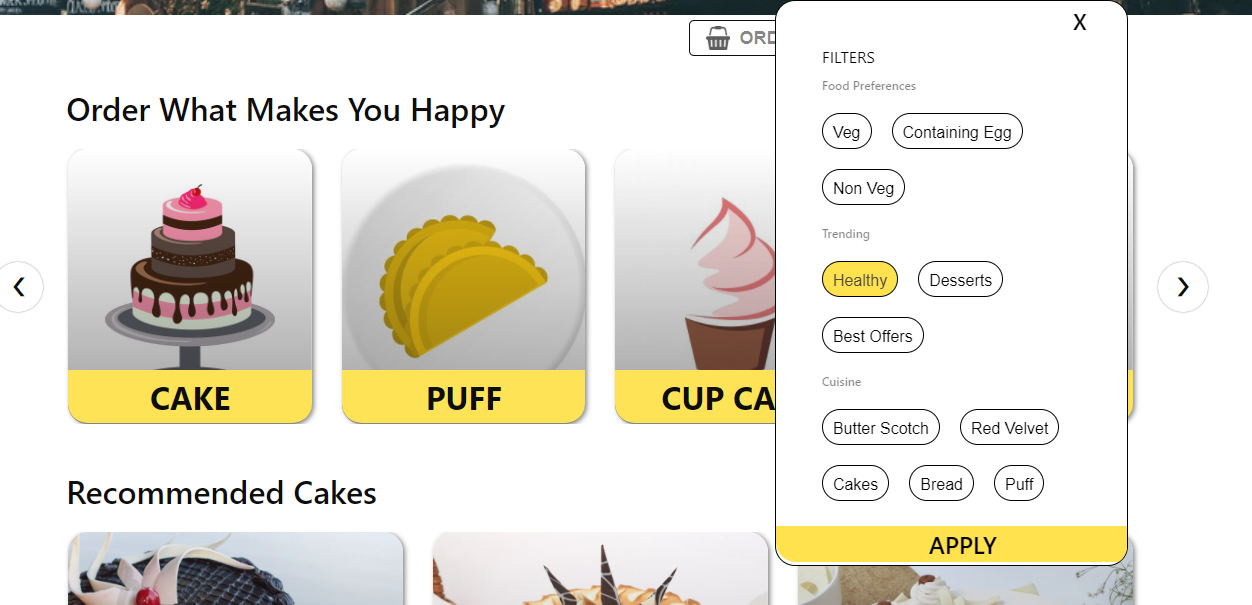 X
ORD
FILTERS
Food Preferences
Order What Makes You Happy
Veg
Containing Egg
Non Veg
Trending
Healthy
Desserts
Best Offers
Cuisine
CAKE
PUFF
CUP CA
Butter Scotch
Red Velvet
Cakes
Bread
Puff
Recommended Cakes
APPLY